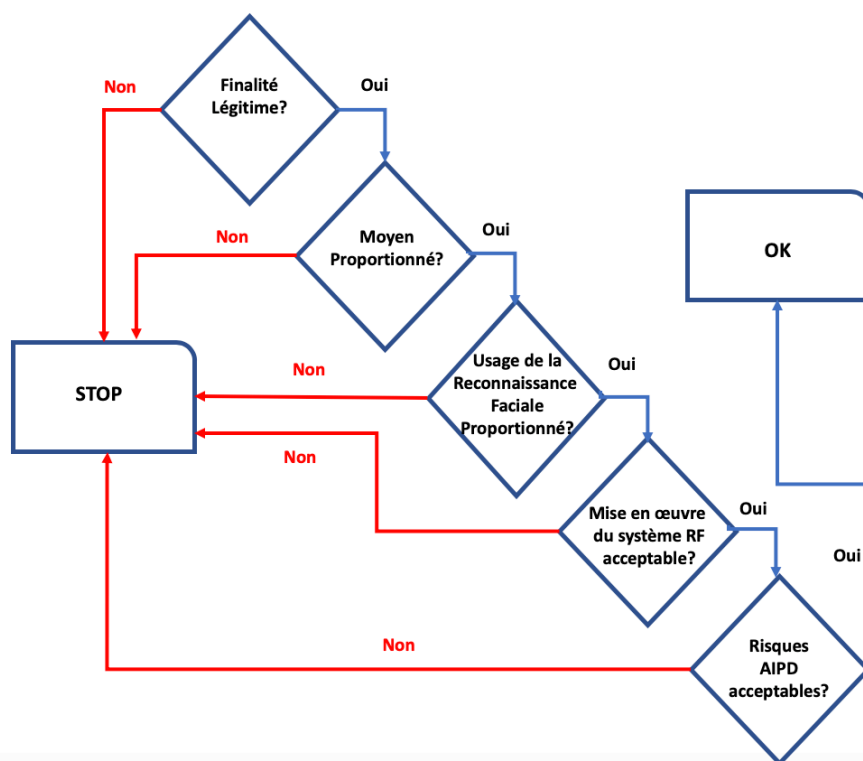 Non
Oui
Finalité
Légitime?
Non
Oui
Moyen
Proportionné?
OK
STOP
Non
Oui
Usage de la
Reconnaissance
Faciale
Proportionné?
Non
Oui
Mise en œuvre
du système RF
acceptable?
Oui
Non
Risques
AIPD
acceptables?